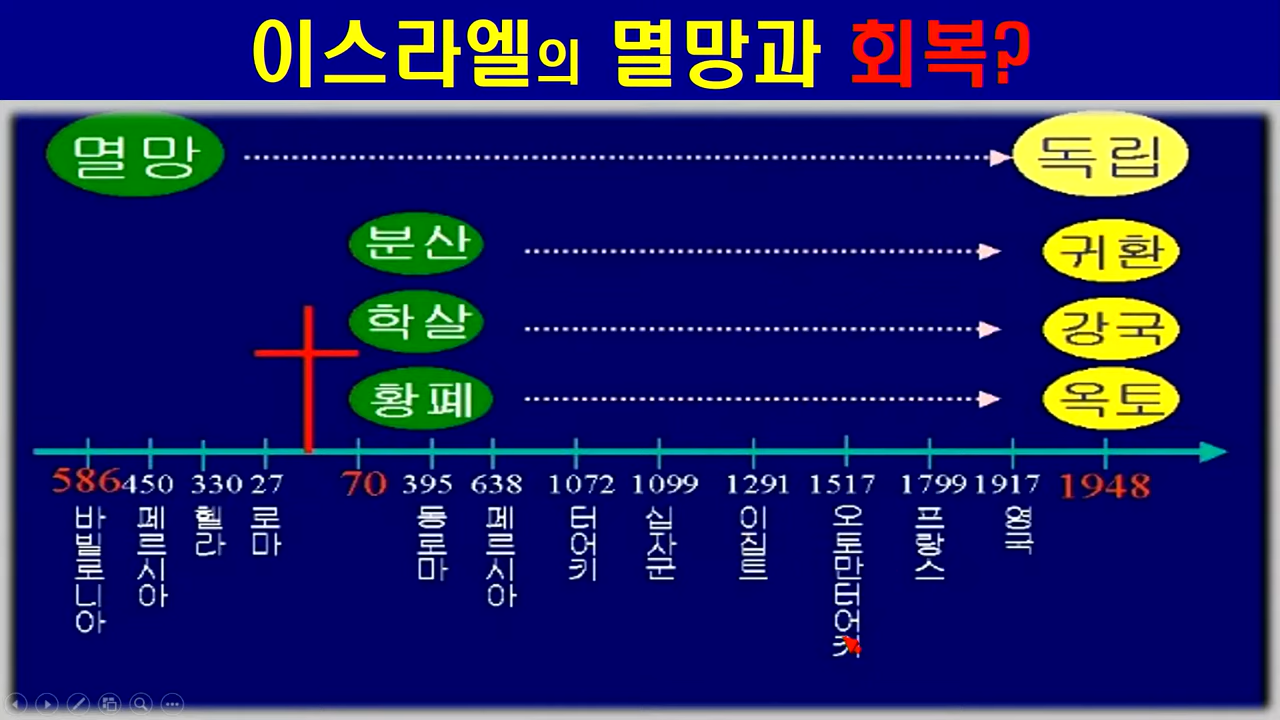 이스라엘의 멸망과 회복?
멸망 독립
분산 귀환
학살 강국
황폐 옥토
586 450 330 27 70 395 638 1072 1099 1291 1517 1799 1917 1948
바빌로니아 페르시아 헬라 로마 동로마 페르시아 터어키 십자군 이집트 오토만터어키 프랑스 영국